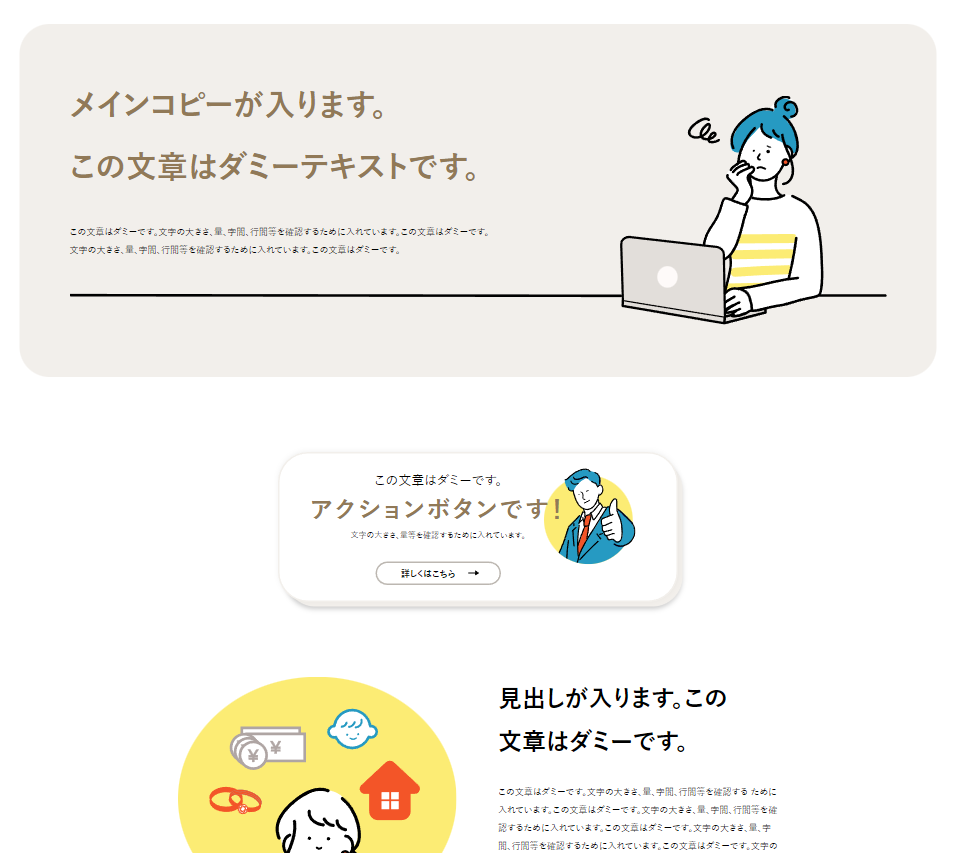 メインコピーが入ります。
この文章はダミーテキストです。
この文章はダミーです。文字の大きさ、量、字間、行間等を確認するために入れています。この文章はダミーです。
文字の大きさ、量、字間、行間等を確認するために入れています。この文章はダミーです。
この文章はダミーです。
アクションボタンです!
文字の大きさ、量等を確認するために入れています。
詳しくはこちら →
¥ ¥
見出しが入ります。この
文章はダミーです。
この文章はダミーです。文字の大きさ、量、字間、行間等を確認する ために
入れています。この文章はダミーです。文字の大きさ、量、字間、行間等を確
認するために入れています。この文章はダミーです。文字の大きさ、量、字
間、行間等を確認するために入れています。この文章はダミーです。文字の